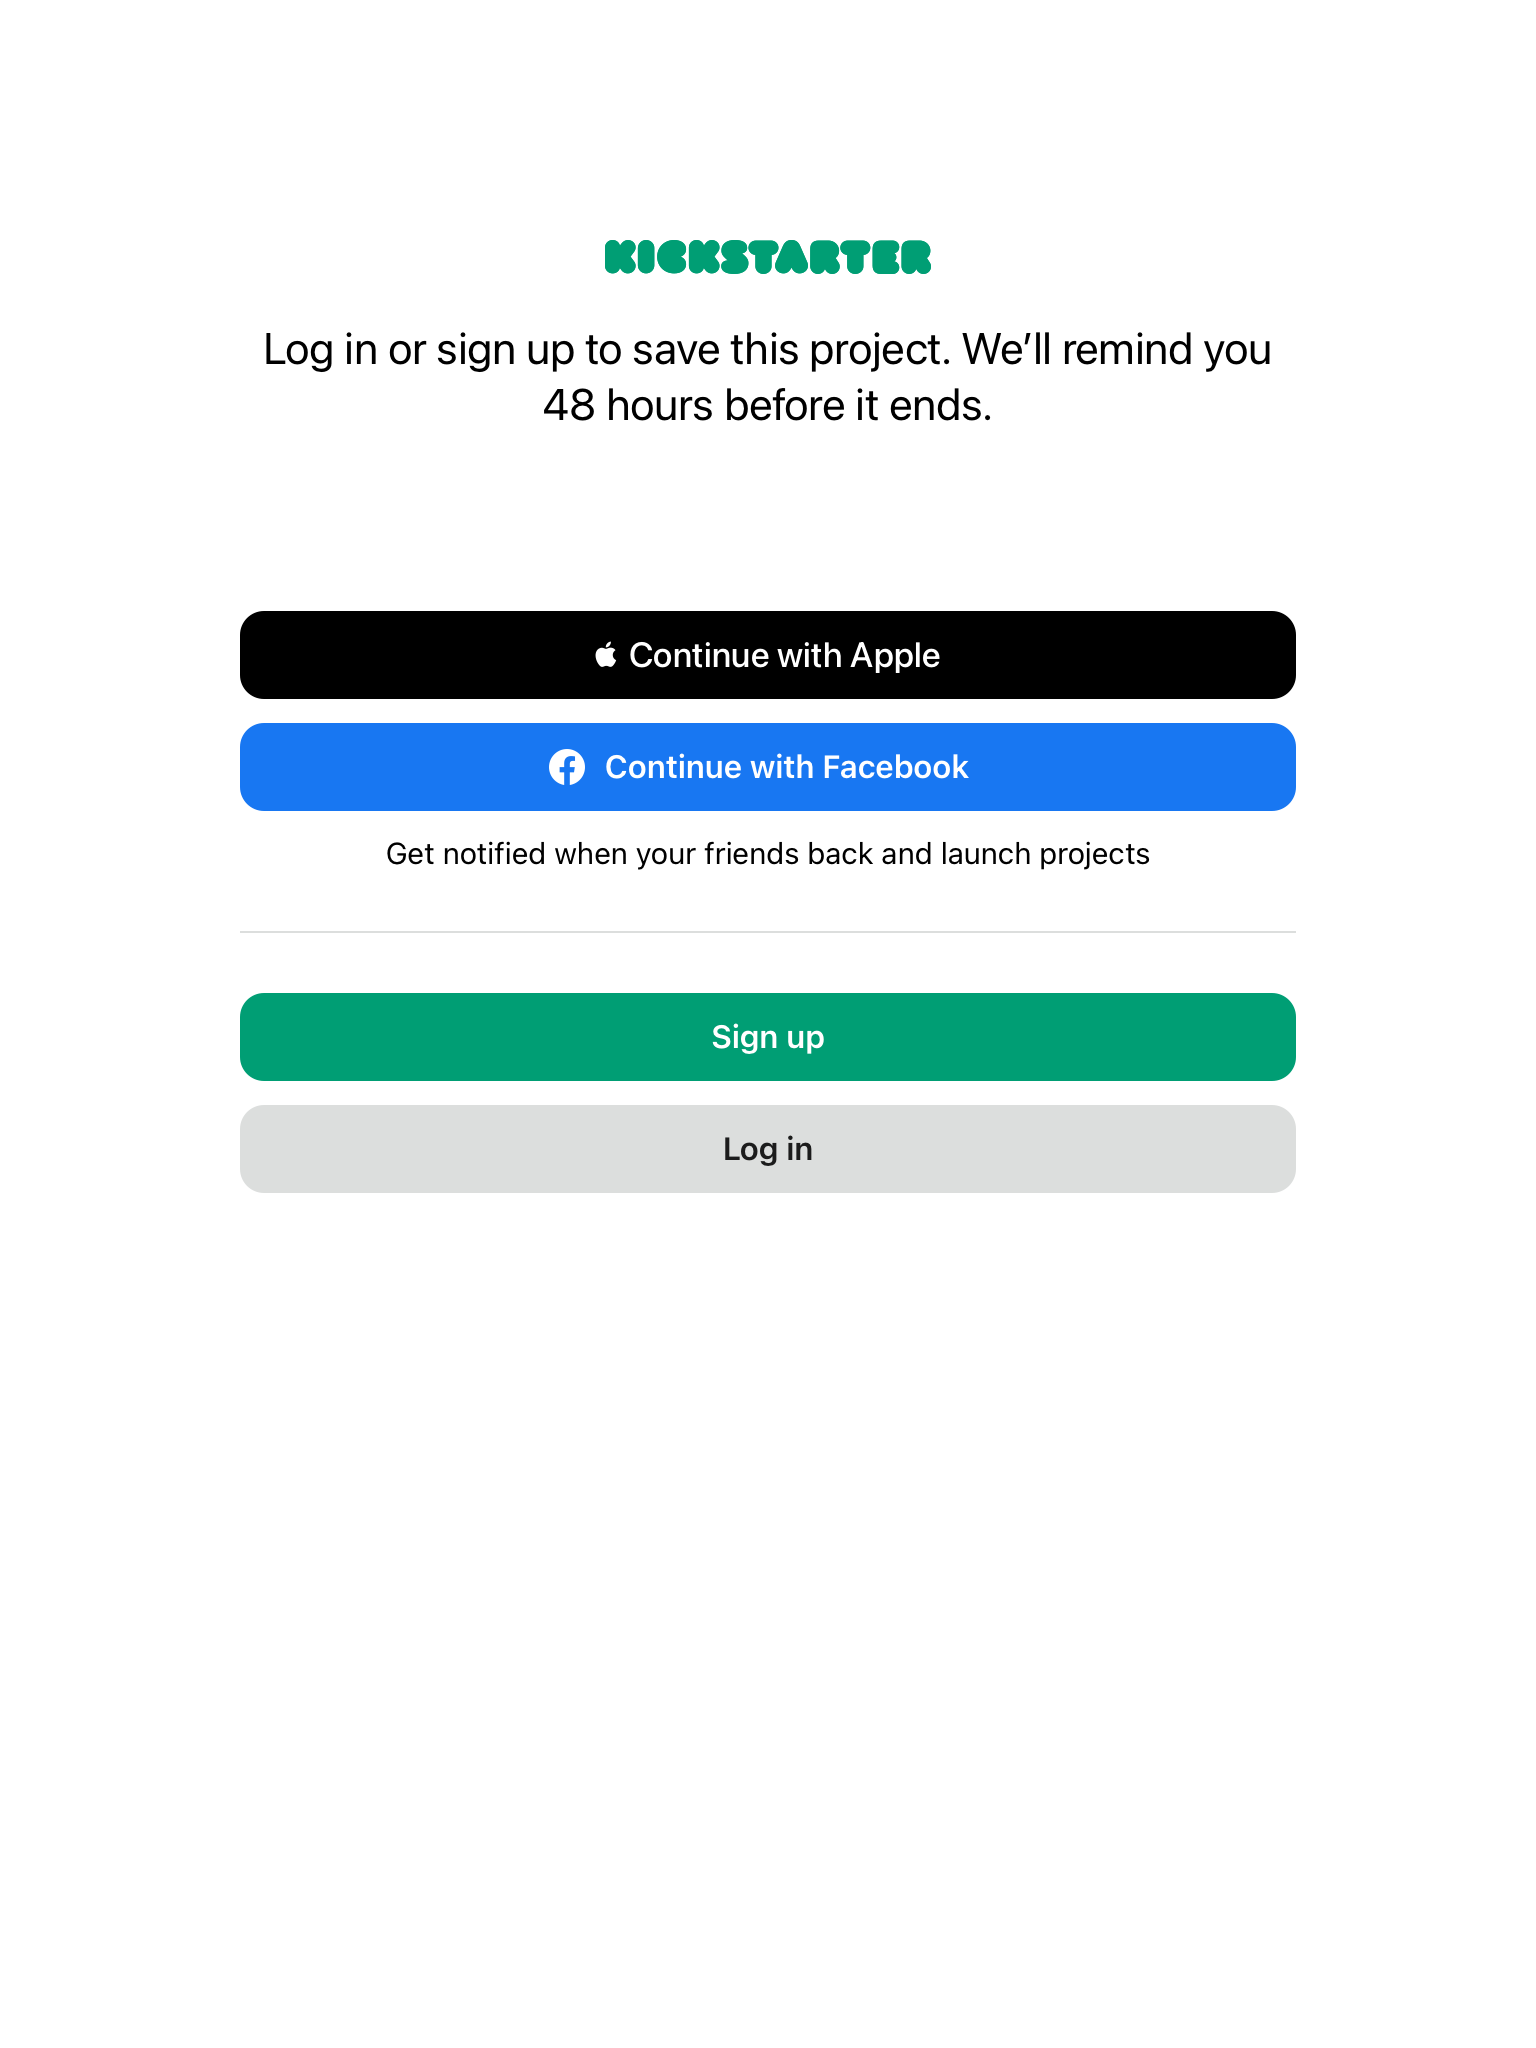 KICKSTARTER
Log in or sign up to save this project. We’ll remind you
48 hours before it ends.
Continue with Apple
Continue with Facebook
Get notified when your friends back and launch projects
Sign up
Log in